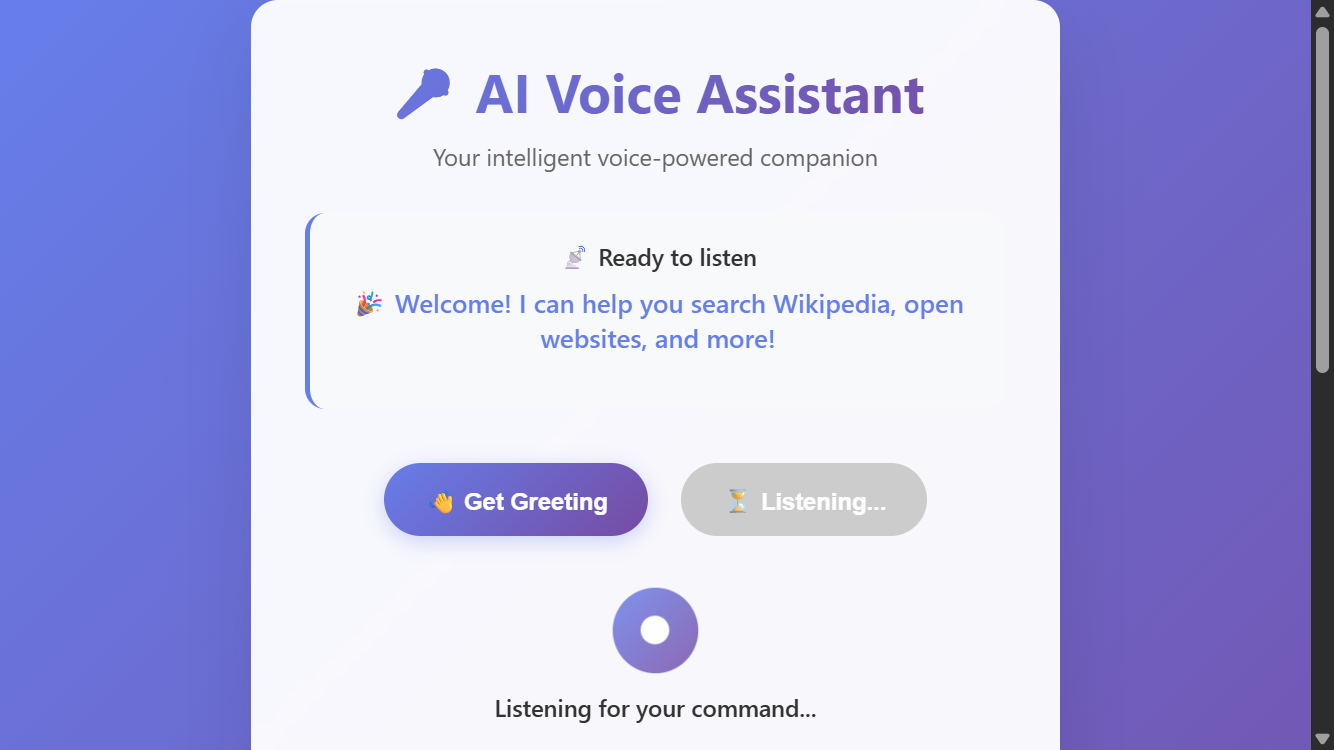 🎤 AI Voice Assistant
Your intelligent voice-powered companion
📡 Ready to listen
🎉 Welcome! I can help you search Wikipedia, open
websites, and more!
👋 Get Greeting
⏳ Listening...
Listening for your command...